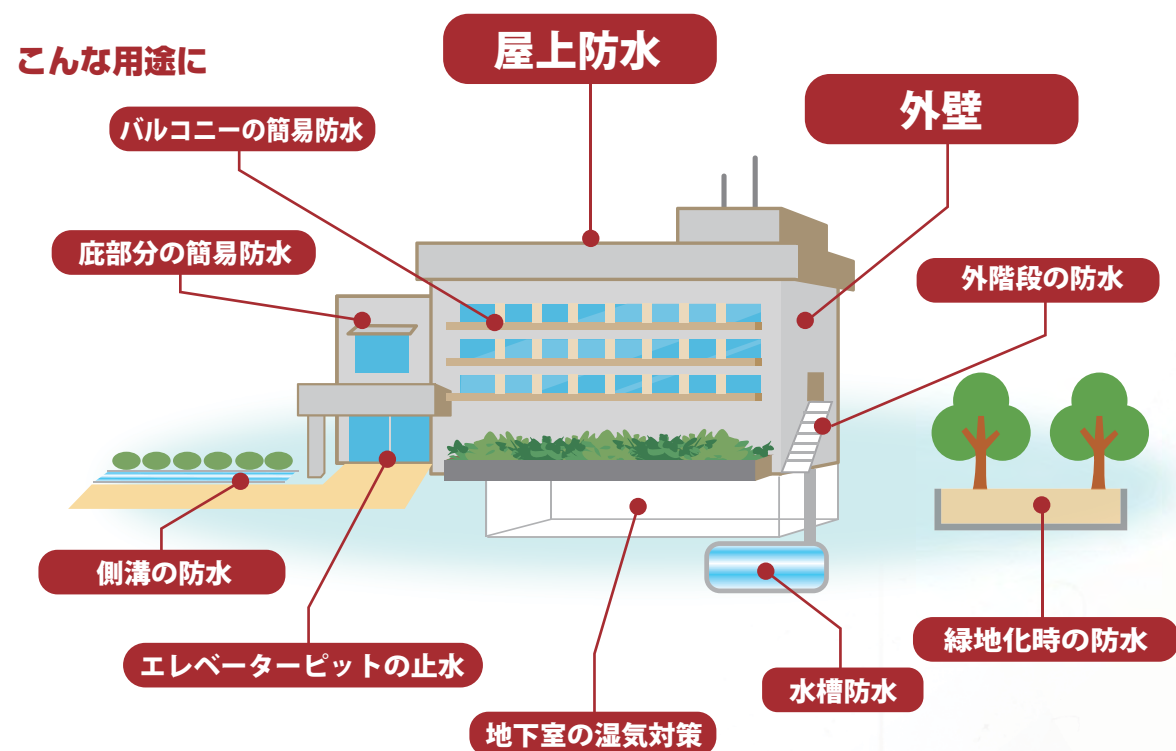 こんな用途に
屋上防水
外壁
バルコニーの簡易防水
庇部分の簡易防水
外階段の防水
側溝の防水
エレベーターピットの止水
地下室の湿気対策
水槽防水
緑地化時の防水